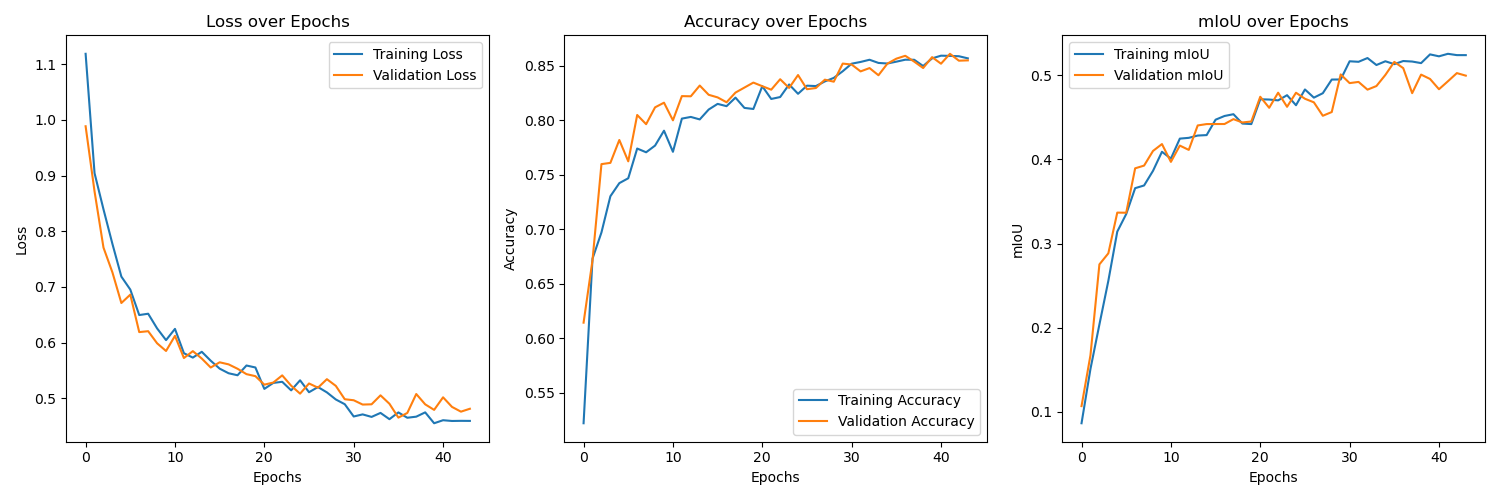 Loss over Epochs
Training Loss
Validation Loss
1.1
1.0
0.9
0.8
0.7
0.6
0.5
Loss
0 10 20 30 40
Epochs
Accuracy over Epochs
0.85
0.80
0.75
0.70
0.65
0.60
0.55
Accuracy
Training Accuracy
Validation Accuracy
0 10 20 30 40
Epochs
mIoU over Epochs
Training mIoU
Validation mIoU
0.5
0.4
0.3
0.2
0.1
mIoU
0 10 20 30 40
Epochs